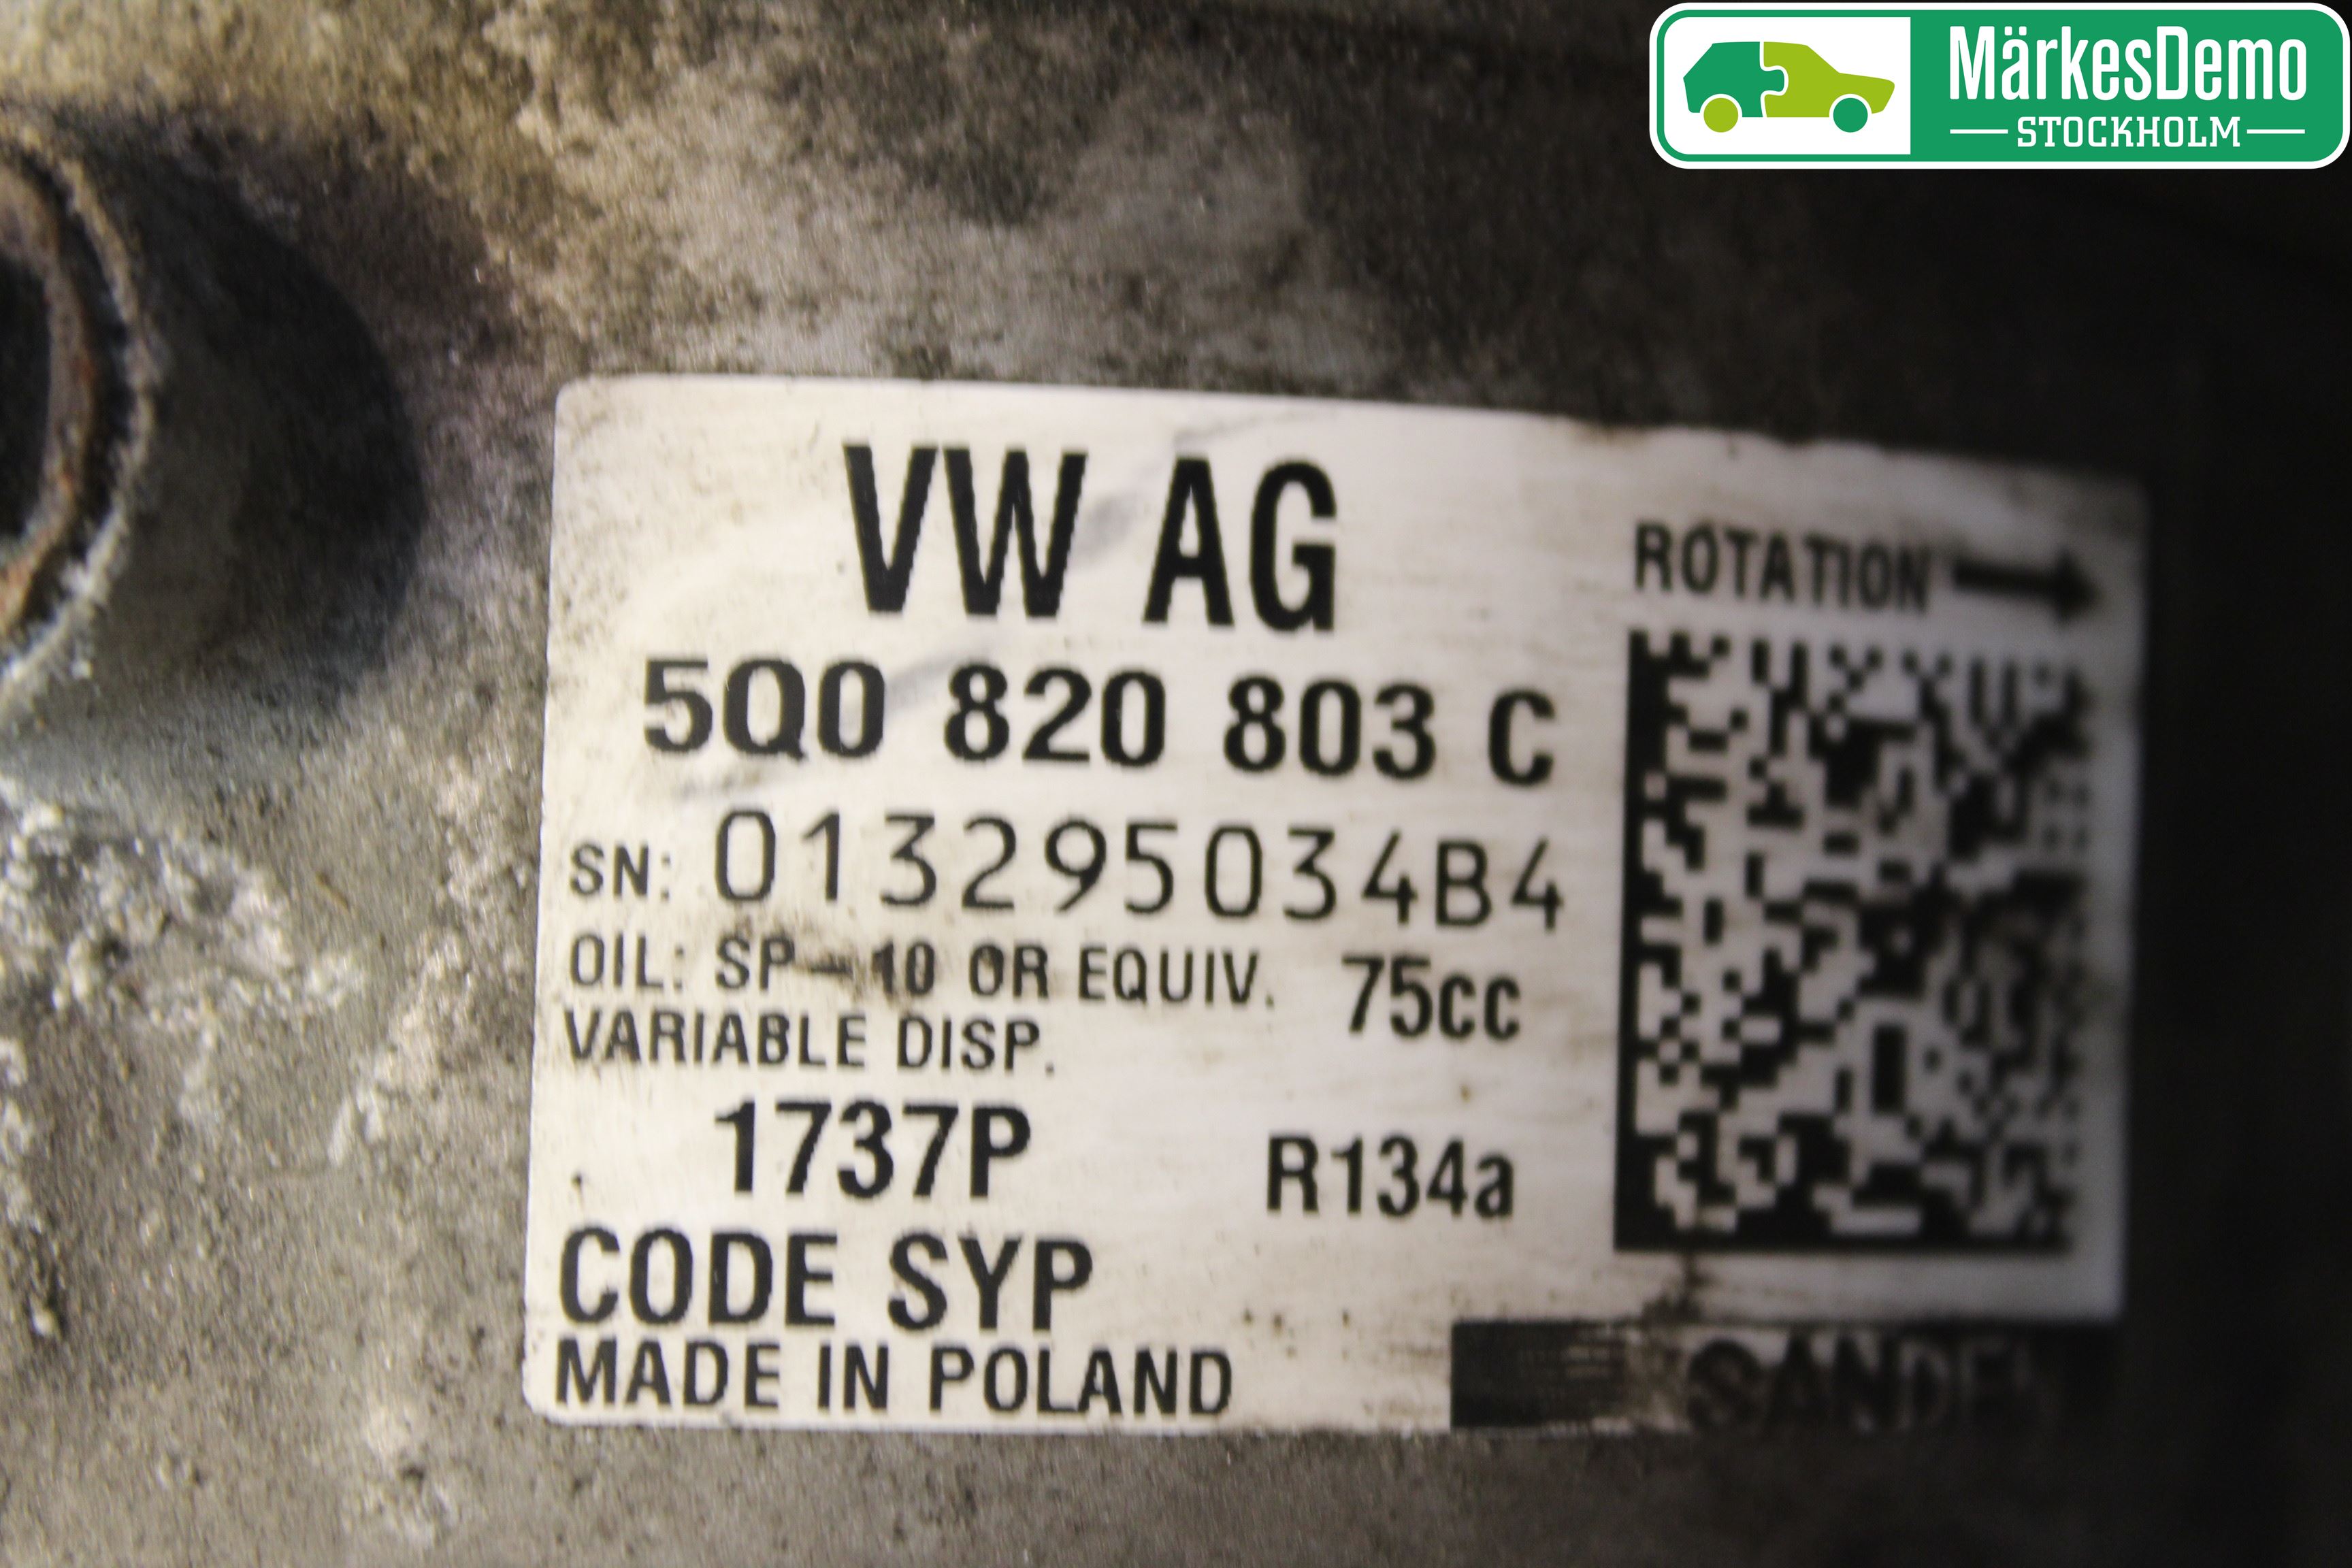 MärkesDemo
STOCKHOLM
VW AG
ROTATION
5Q0 820 803 C
SN: 013295034B4
OIL: SP-10 OR EQUIV. 75cc
VARIABLE DISP.
1737P R134a
CODE SYP
MADE IN POLAND